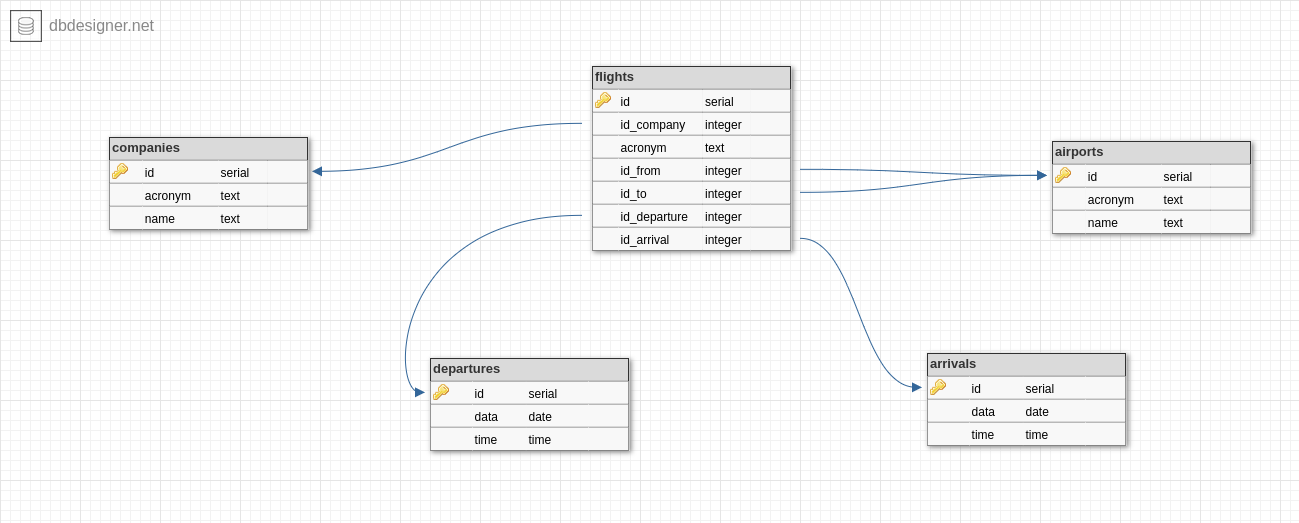 dbdesigner.net
flights
id serial
id_company integer
acronym text
id_from integer
id_to integer
id_departure integer
id_arrival integer
companies
id serial
acronym text
name text
airports
id serial
acronym text
name text
departures
id serial
data date
time time
arrivals
id serial
data date
time time